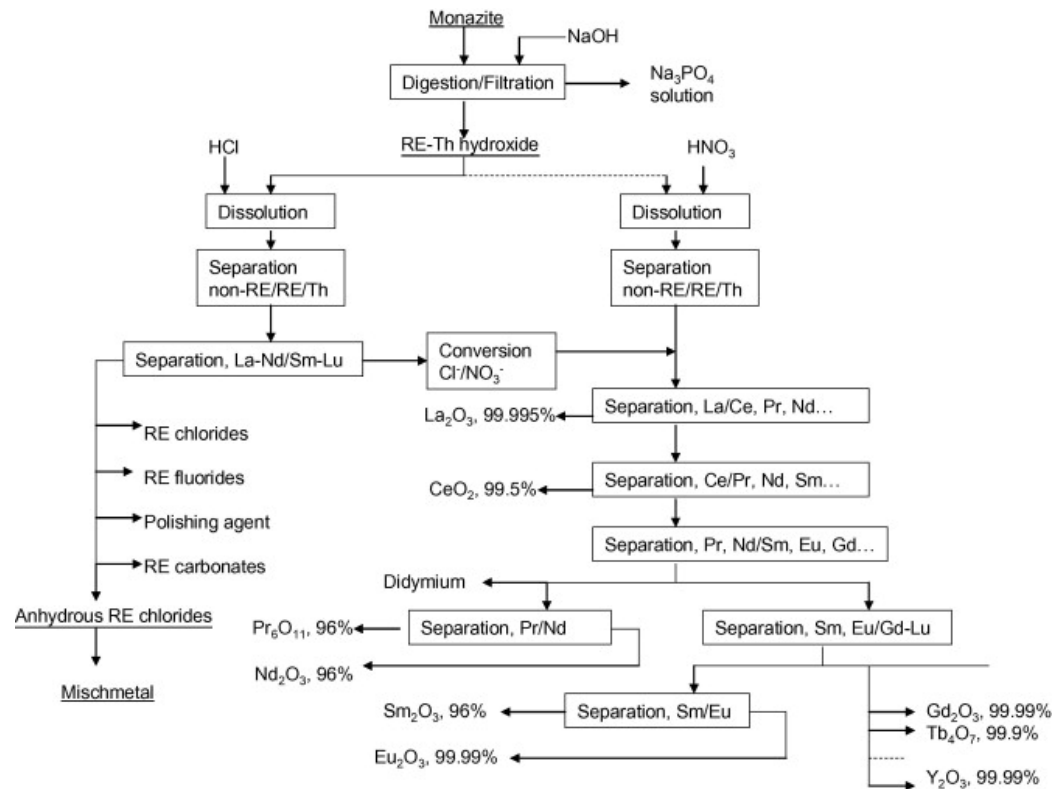 Monazite
NaOH
Digestion/Filtration
Na₃PO₄
solution
RE-Th hydroxide
HCl
HNO₃
Dissolution
Dissolution
Separation
non-RE/RE/Th
Separation
non-RE/RE/Th
Separation, La-Nd/Sm-Lu
Conversion
Cl⁻/NO₃⁻
La₂O₃, 99.995%
Separation, La/Ce, Pr, Nd...
RE chlorides
RE fluorides
CeO₂, 99.5%
Separation, Ce/Pr, Nd, Sm...
Polishing agent
Separation, Pr, Nd/Sm, Eu, Gd...
RE carbonates
Didymium
Anhydrous RE chlorides
Pr₆O₁₁, 96%
Separation, Pr/Nd
Separation, Sm, Eu/Gd-Lu
Nd₂O₃, 96%
Mischmetal
Sm₂O₃, 96%
Separation, Sm/Eu
Gd₂O₃, 99.99%
Tb₄O₇, 99.9%
Eu₂O₃, 99.99%
Y₂O₃, 99.99%